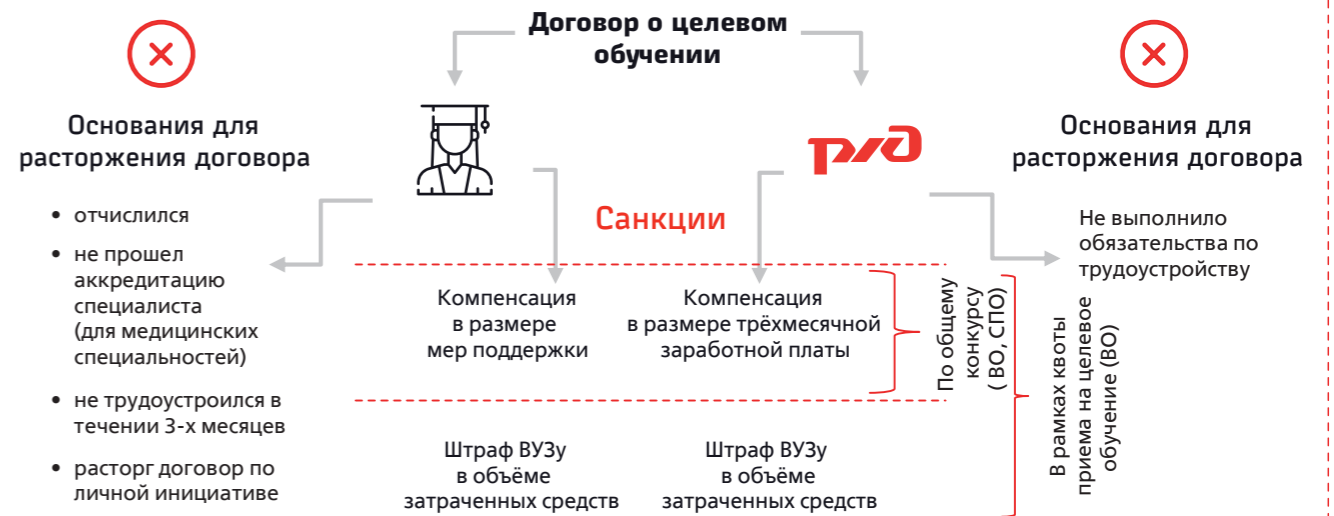 Договор о целевом
обучении
Основания для
расторжения договора
• отчислился
• не прошел
аккредитацию
специалиста
(для медицинских
специальностей)
• не трудоустроился в
течении 3-х месяцев
• расторг договор по
личной инициативе
ржд
Санкции
Компенсация
в размере
мер поддержки
Компенсация
в размере трёхмесячной
заработной платы
Штраф ВУЗу
в объёме
затраченных средств
Штраф ВУЗу
в объёме
затраченных средств
По общему
конкурсу
( ВО, СПО)
В рамках квоты
приема на целевое
обучение (ВО)
Основания для
расторжения договора
Не выполнило
обязательства по
трудоустройству